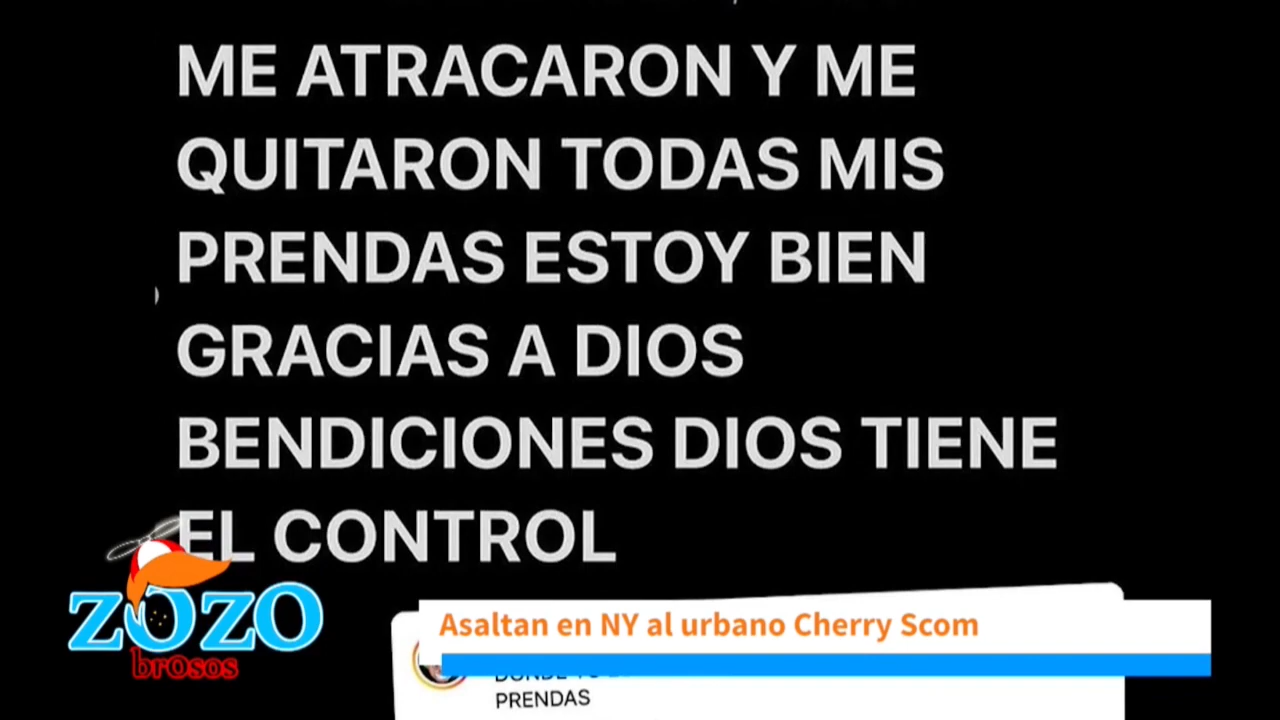 ME ATRACARON Y ME
QUITARON TODAS MIS
PRENDAS ESTOY BIEN
GRACIAS A DIOS
BENDICIONES DIOS TIENE
EL CONTROL
zozo
brosos
Asaltan en NY al urbano Cherry Scom
PRENDAS